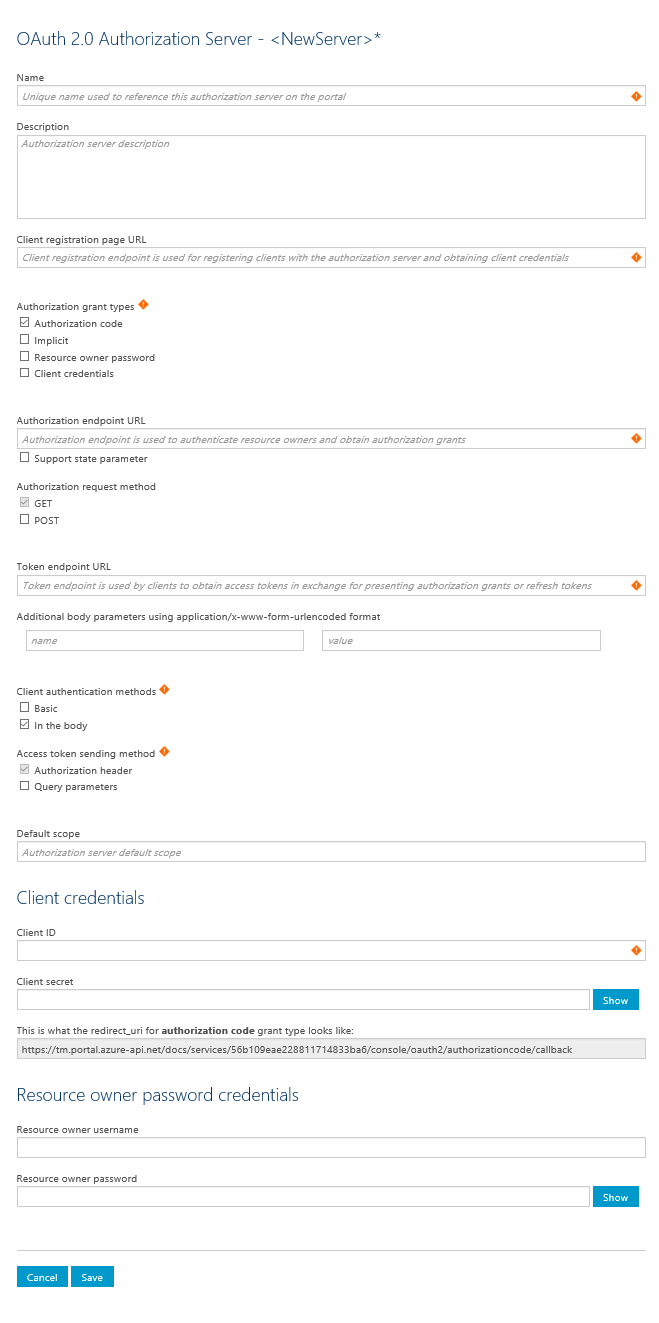 OAuth 2.0 Authorization Server - <NewServer>*
Name
Unique name used to reference this authorization server on the portal
Description
Authorization server description
Client registration page URL
Client registration endpoint is used for registering clients with the authorization server and obtaining client credentials
Authorization grant types
Authorization code
Implicit
Resource owner password
Client credentials
Authorization endpoint URL
Authorization endpoint is used to authenticate resource owners and obtain authorization grants
Support state parameter
Authorization request method
GET
POST
Token endpoint URL
Token endpoint is used by clients to obtain access tokens in exchange for presenting authorization grants or refresh tokens
Additional body parameters using application/x-www-form-urlencoded format
name value
Client authentication methods
Basic
In the body
Access token sending method
Authorization header
Query parameters
Default scope
Authorization server default scope
Client credentials
Client ID
Client secret
Show
This is what the redirect_uri for authorization code grant type looks like:
https://tm.portal.azure-api.net/docs/services/56b109eae228811714833ba6/console/oauth2/authorizationcode/callback
Resource owner password credentials
Resource owner username
Resource owner password
Show
Cancel Save